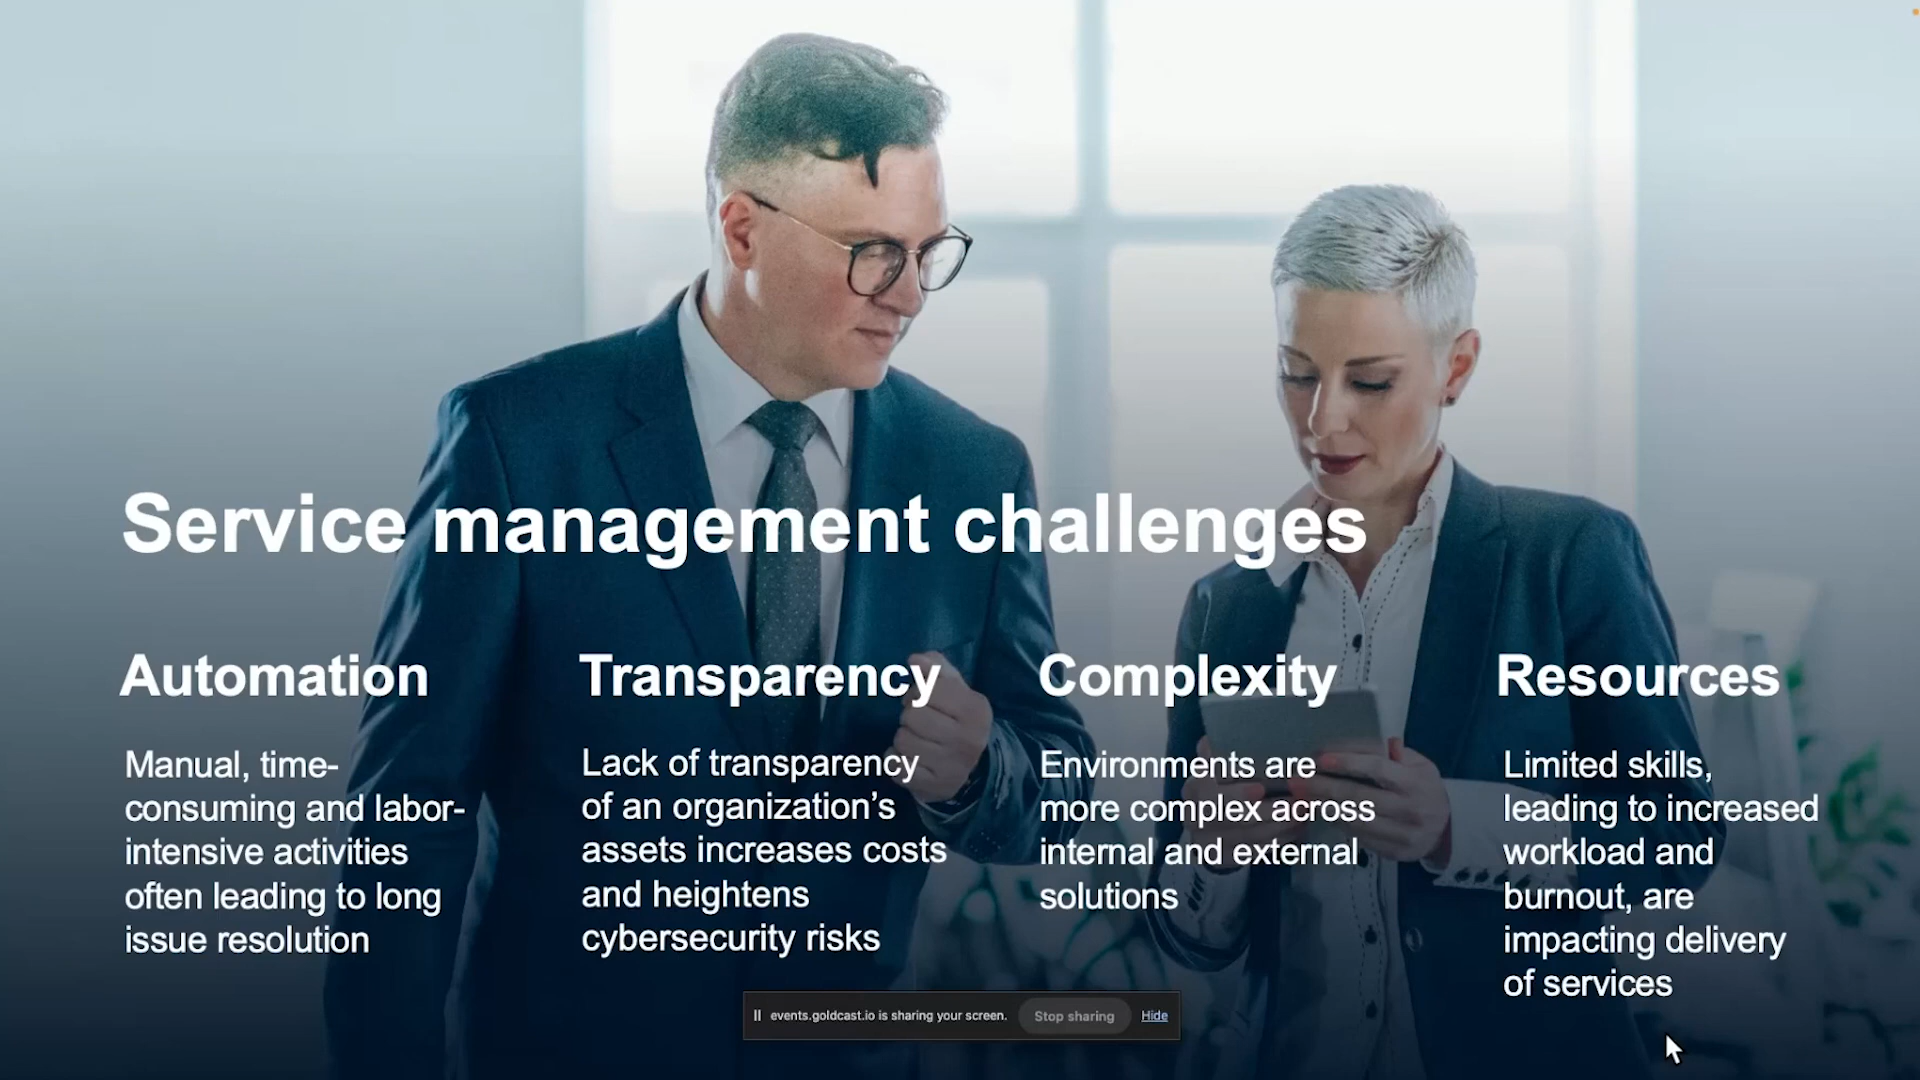 Service management challenges
Automation
Manual, time-
consuming and labor-
intensive activities
often leading to long
issue resolution
Transparency
Lack of transparency
of an organization’s
assets increases costs
and heightens
cybersecurity risks
Complexity
Environments are
more complex across
internal and external
solutions
Resources
Limited skills,
leading to increased
workload and
burnout, are
impacting delivery
of services
events.goldcast.io is sharing your screen. Stop sharing Hide